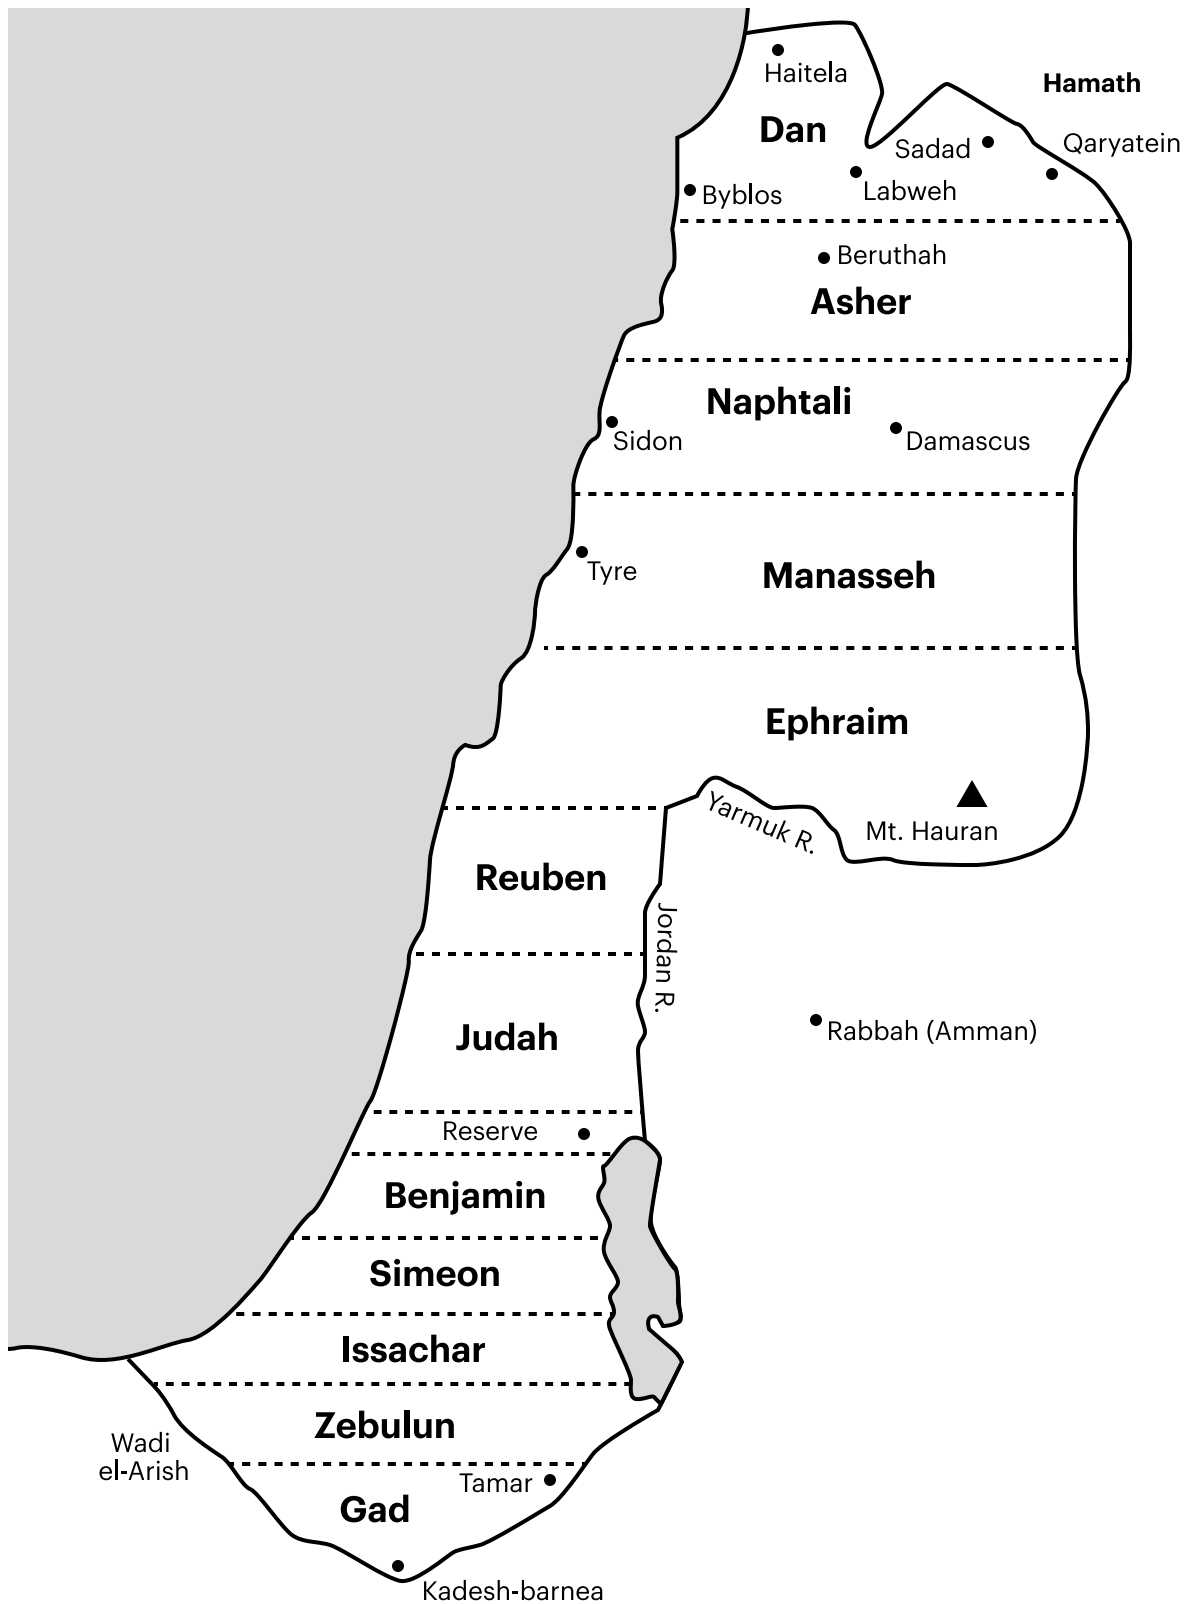 Haitela
Hamath
Dan
Sadad
Qaryatein
Labweh
Byblos
Beruthah
Asher
Naphtali
Sidon
Damascus
Tyre
Manasseh
Ephraim
Yarmuk R.
Mt. Hauran
Reuben
Jordan R.
Judah
Rabbah (Amman)
Reserve
Benjamin
Simeon
Issachar
Zebulun
Wadi
el-Arish
Tamar
Gad
Kadesh-barnea